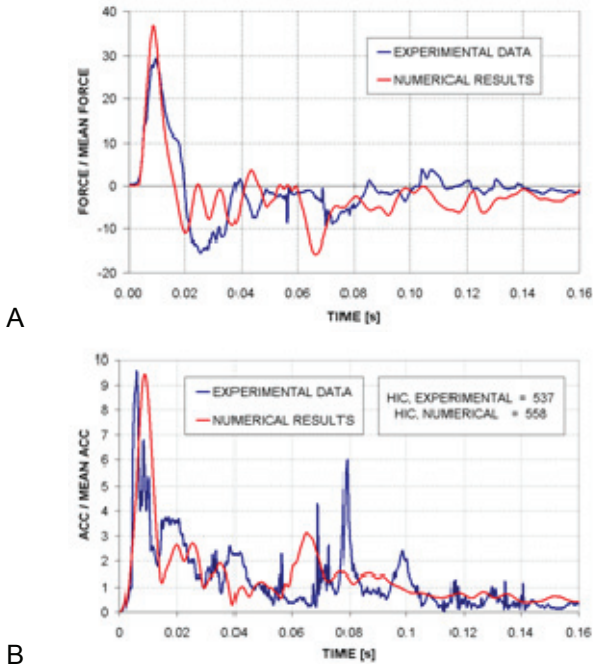 40
30
20
10
0
-10
-20
FORCE / MEAN FORCE
EXPERIMENTAL DATA
NUMERICAL RESULTS
0.00 0.02 0.04 0.06 0.08 0.10 0.12 0.14 0.16
TIME [s]
A
10
9
8
7
6
5
4
3
2
1
0
ACC / MEAN ACC
EXPERIMENTAL DATA
NUMERICAL RESULTS
HIC, EXPERIMENTAL = 537
HIC, NUMERICAL = 558
0 0.02 0.04 0.06 0.08 0.1 0.12 0.14 0.16
TIME [s]
B